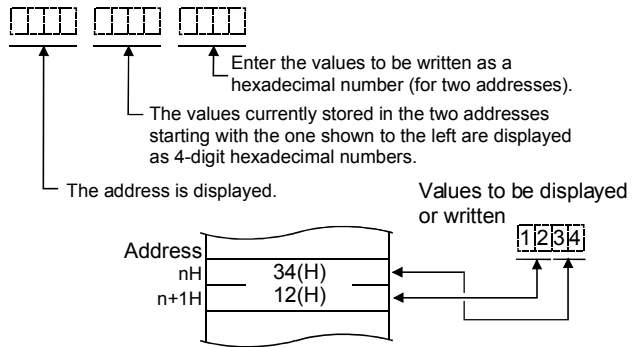 Enter the values to be written as a
hexadecimal number (for two addresses).
The values currently stored in the two addresses
starting with the one shown to the left are displayed
as 4-digit hexadecimal numbers.
The address is displayed.
Values to be displayed
or written
1234
Address
nH 34(H)
n+1H 12(H)